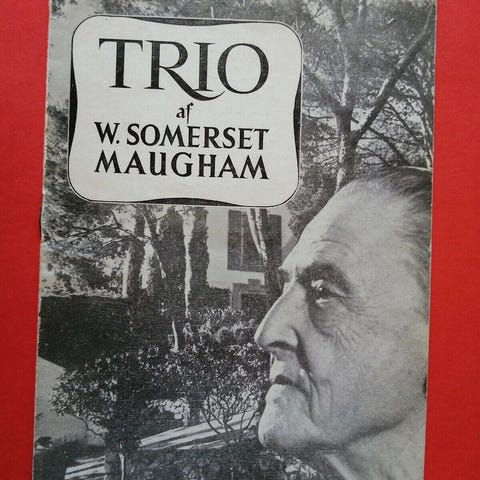 TRIO
af
W. SOMERSET
MAUGHAM